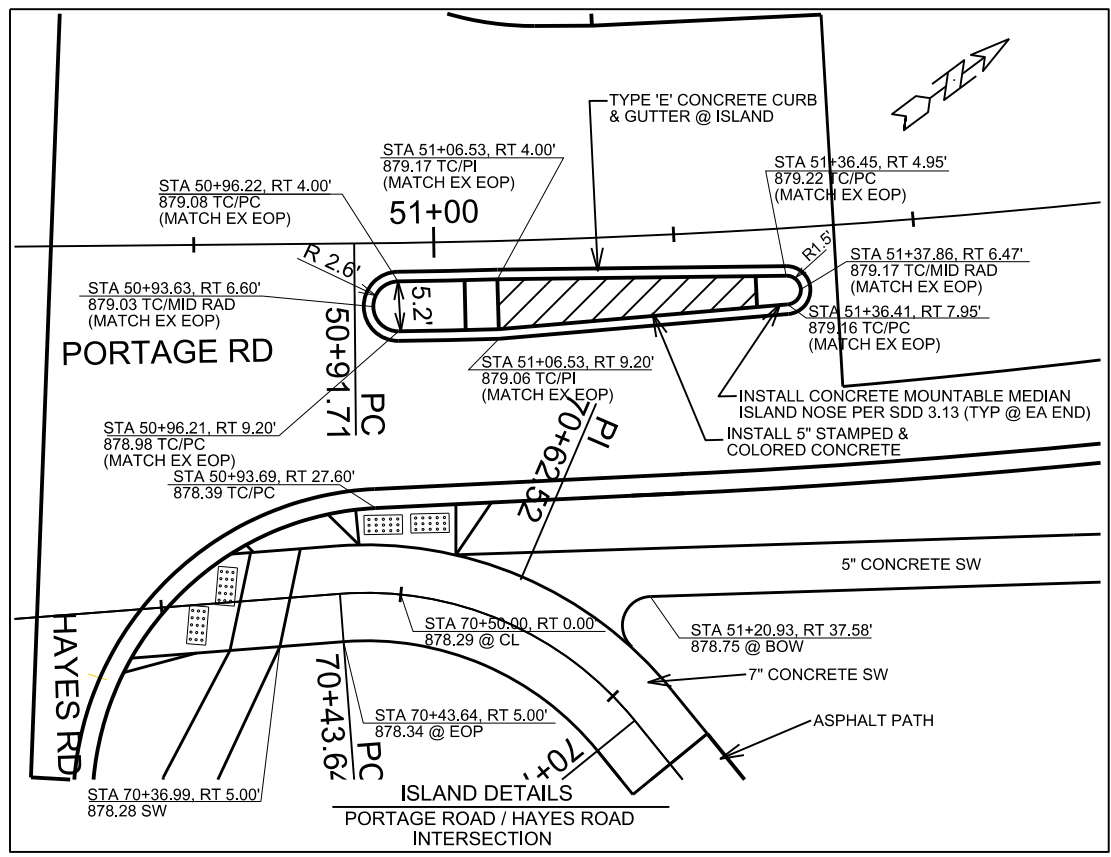 TYPE 'E' CONCRETE CURB
& GUTTER @ ISLAND
STA 51+06.53, RT 4.00'
879.17 TC/PI
(MATCH EX EOP)
STA 51+36.45, RT 4.95'
879.22 TC/PC
(MATCH EX EOP)
STA 50+96.22, RT 4.00'
879.08 TC/PC
(MATCH EX EOP)
51+00
R 2.6'
R1.5'
STA 51+37.86, RT 6.47'
879.17 TC/MID RAD
(MATCH EX EOP)
STA 50+93.63, RT 6.60'
879.03 TC/MID RAD
(MATCH EX EOP)
5.2'
STA 51+36.41, RT 7.95'
879.16 TC/PC
(MATCH EX EOP)
PORTAGE RD
PC
50+91.71
STA 51+06.53, RT 9.20'
879.06 TC/PI
(MATCH EX EOP)
INSTALL CONCRETE MOUNTABLE MEDIAN
ISLAND NOSE PER SDD 3.13 (TYP @ EA END)
INSTALL 5" STAMPED &
COLORED CONCRETE
PI
70+62.52
STA 50+96.21, RT 9.20'
878.98 TC/PC
(MATCH EX EOP)
STA 50+93.69, RT 27.60'
878.39 TC/PC
5" CONCRETE SW
STA 70+50.00, RT 0.00'
878.29 @ CL
STA 51+20.93, RT 37.58'
878.75 @ BOW
HAYES RD
7" CONCRETE SW
PC
70+43.64
STA 70+43.64, RT 5.00'
878.34 @ EOP
ASPHALT PATH
70+
STA 70+36.99, RT 5.00'
878.28 SW
ISLAND DETAILS
PORTAGE ROAD / HAYES ROAD
INTERSECTION